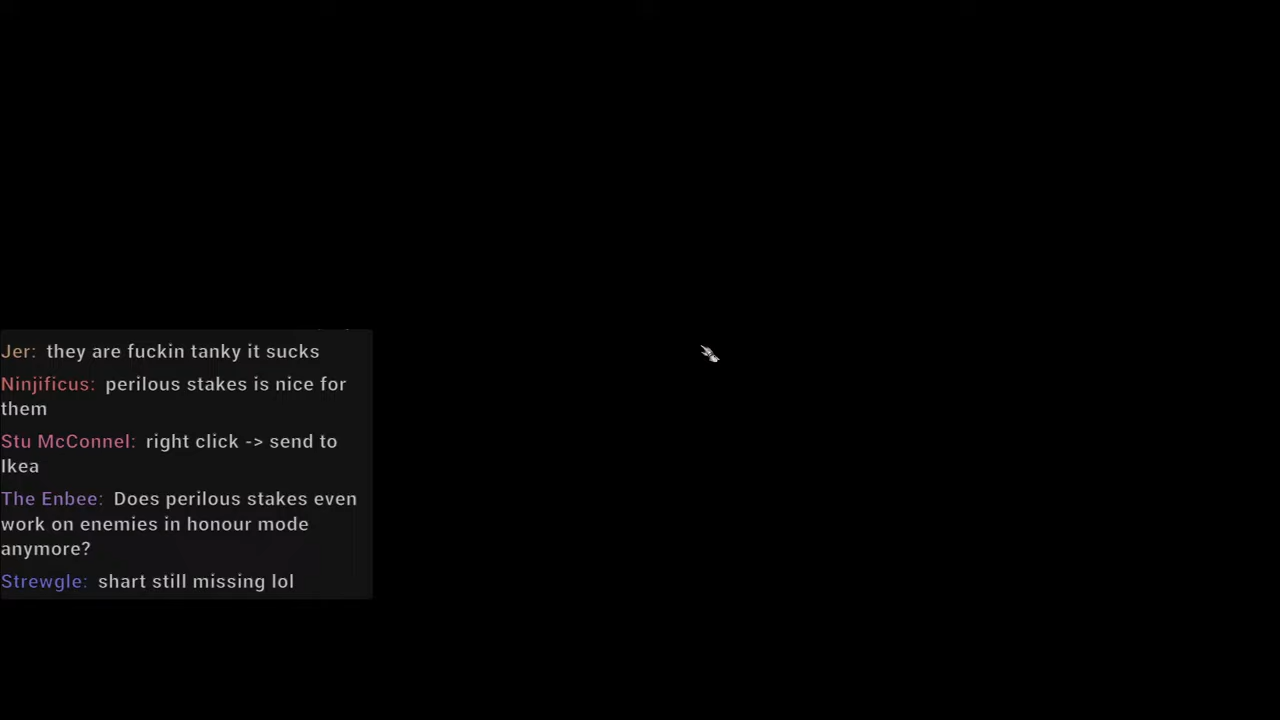 Jer: they are fuckin tanky it sucks
Ninjificus: perilous stakes is nice for
them
Stu McConnel: right click -> send to
Ikea
The Enbee: Does perilous stakes even
work on enemies in honour mode
anymore?
Strewgle: shart still missing lol